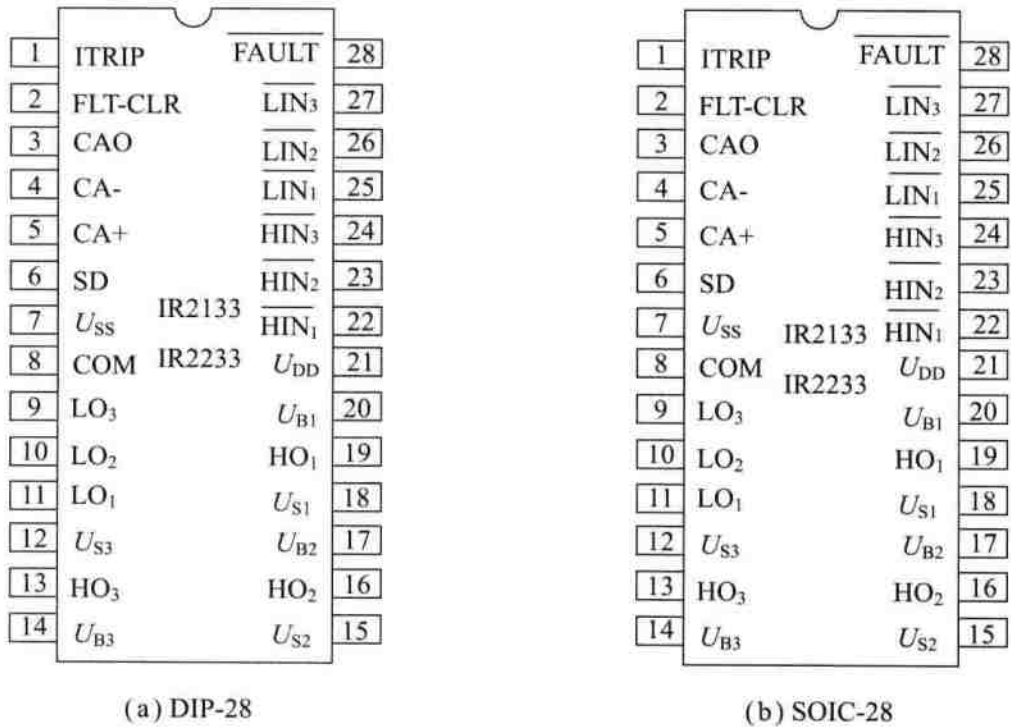 1 ITRIP FAULT 28
2 FLT-CLR LIN3 27
3 CAO LIN2 26
4 CA- LIN1 25
5 CA+ HIN3 24
6 SD HIN2 23
7 USS IR2133 HIN1 22
8 COM IR2233 UDD 21
9 LO3 UB1 20
10 LO2 HO1 19
11 LO1 US1 18
12 US3 UB2 17
13 HO3 HO2 16
14 UB3 US2 15
(a) DIP-28
1 ITRIP FAULT 28
2 FLT-CLR LIN3 27
3 CAO LIN2 26
4 CA- LIN1 25
5 CA+ HIN3 24
6 SD HIN2 23
7 USS IR2133 HIN1 22
8 COM IR2233 UDD 21
9 LO3 UB1 20
10 LO2 HO1 19
11 LO1 US1 18
12 US3 UB2 17
13 HO3 HO2 16
14 UB3 US2 15
(b) SOIC-28